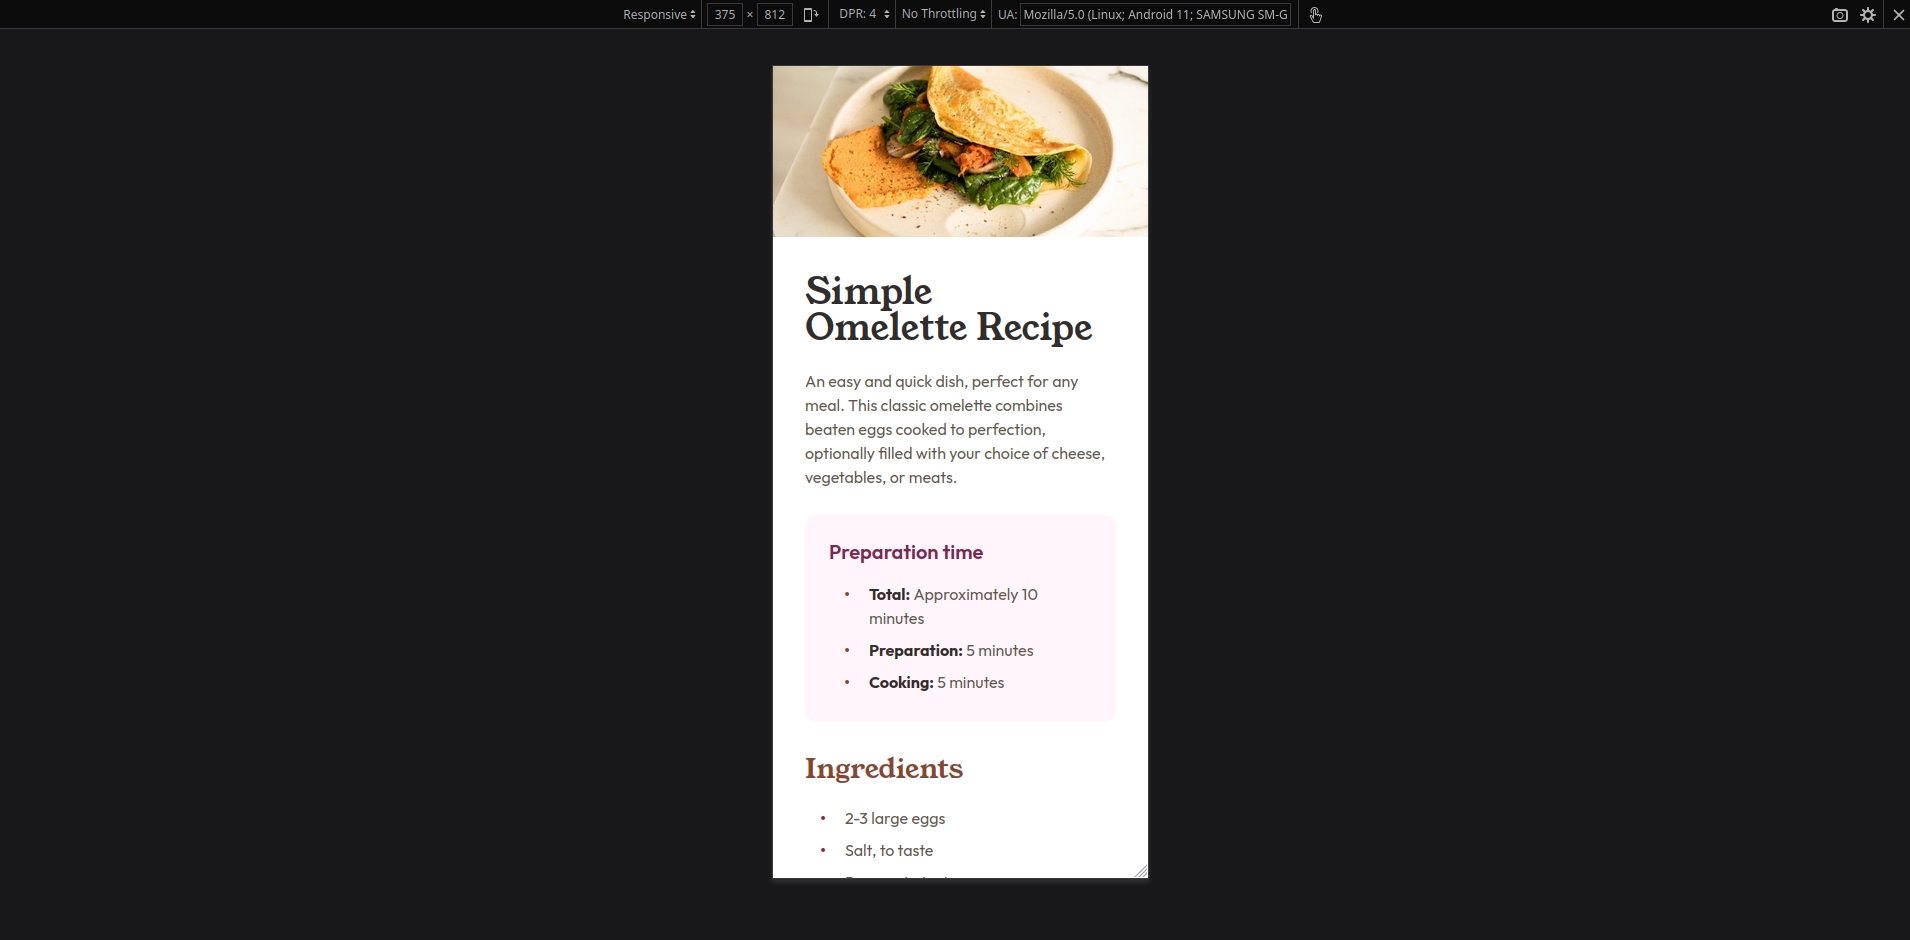 Responsive 375 × 812 DPR: 4 No Throttling UA: Mozilla/5.0 (Linux; Android 11; SAMSUNG SM-G
Simple
Omelette Recipe
An easy and quick dish, perfect for any
meal. This classic omelette combines
beaten eggs cooked to perfection,
optionally filled with your choice of cheese,
vegetables, or meats.
Preparation time
• Total: Approximately 10
minutes
• Preparation: 5 minutes
• Cooking: 5 minutes
Ingredients
• 2-3 large eggs
• Salt, to taste